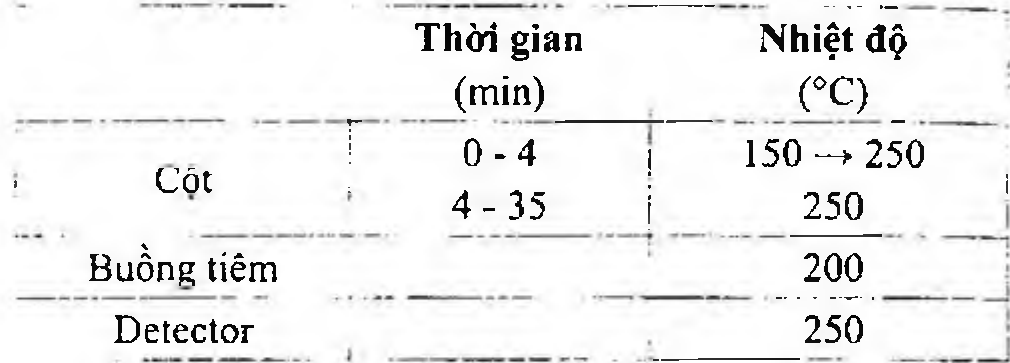 Thời gian Nhiệt độ
(min) (°C)
0 - 4 150 → 250
Cột
4 - 35 250
Buồng tiêm 200
Detector 250